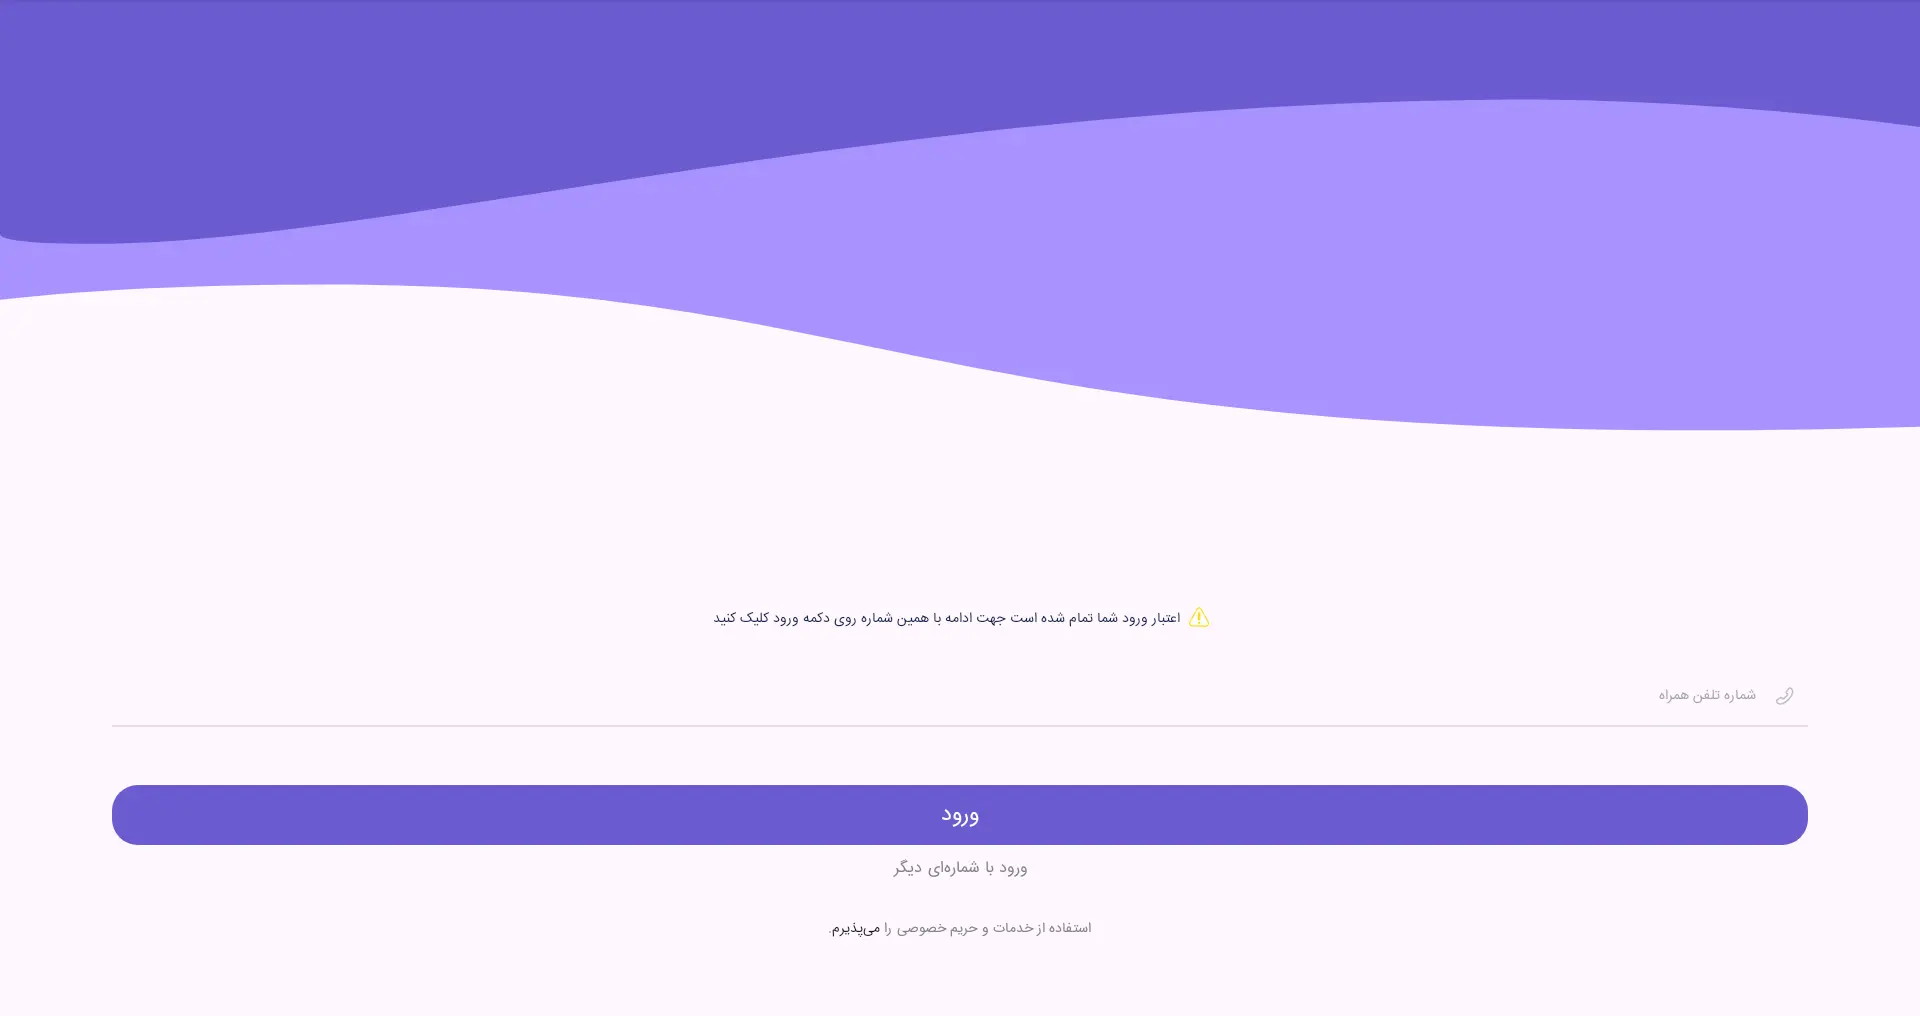 اعتبار ورود شما تمام شده است جهت ادامه با همین شماره روی دکمه ورود کلیک کنید
شماره تلفن همراه
ورود
ورود با شماره‌ای دیگر
استفاده از خدمات و حریم خصوصی را می‌پذیرم.